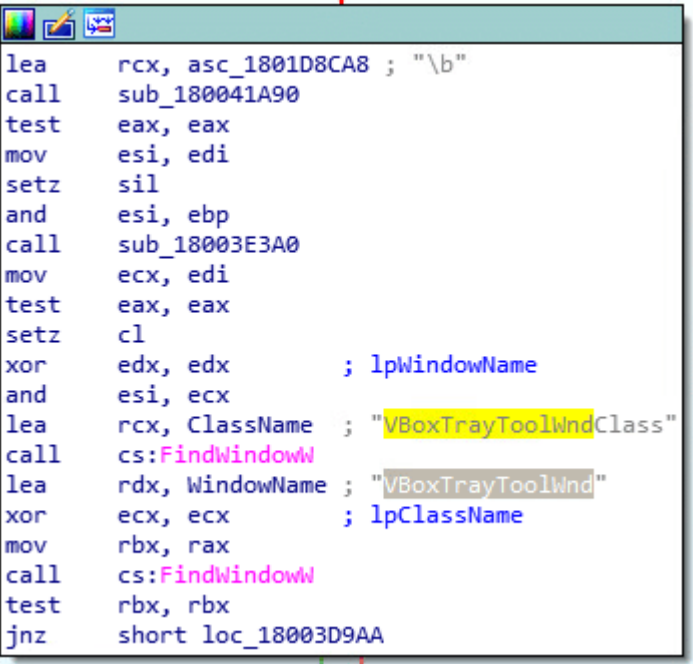 lea rcx, asc_1801D8CA8 ; "\b"
call sub_180041A90
test eax, eax
mov esi, edi
setz sil
and esi, ebp
call sub_18003E3A0
mov ecx, edi
test eax, eax
setz cl
xor edx, edx ; lpWindowName
and esi, ecx
lea rcx, ClassName ; "VBoxTrayToolWndClass"
call cs:FindWindowW
lea rdx, WindowName ; "VBoxTrayToolWnd"
xor ecx, ecx ; lpClassName
mov rbx, rax
call cs:FindWindowW
test rbx, rbx
jnz short loc_18003D9AA